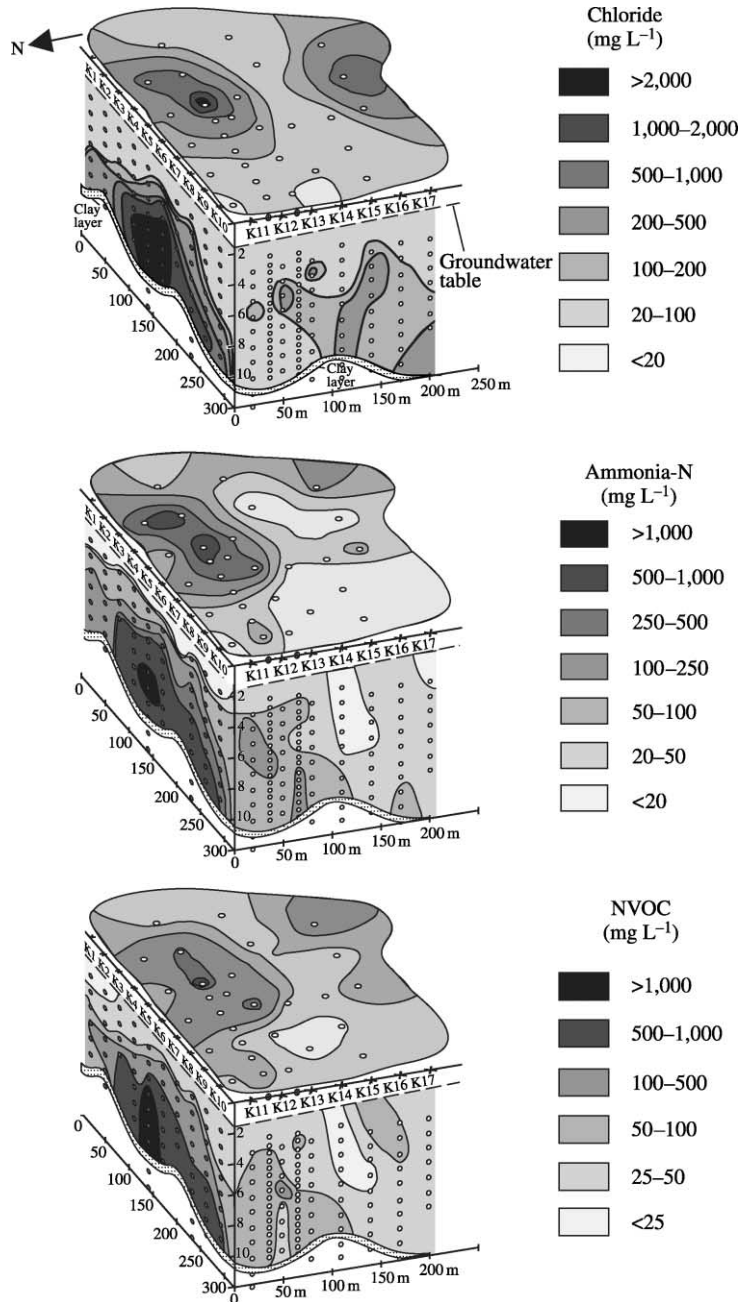 Chloride
(mg L⁻¹)
>2,000
1,000–2,000
500–1,000
200–500
100–200
20–100
<20
N
K1 K2 K3 K4 K5 K6 K7 K8 K9 K10
K11 K12 K13 K14 K15 K16 K17
Groundwater
table
Clay
layer
2
4
6
8
10
Clay
layer
0
50
100
150
200
250
300
0
50 m
100 m
150 m
200 m
250 m
Ammonia-N
(mg L⁻¹)
>1,000
500–1,000
250–500
100–250
50–100
20–50
<20
K1 K2 K3 K4 K5 K6 K7 K8 K9 K10
K11 K12 K13 K14 K15 K16 K17
2
4
6
8
10
0
50
100
150
200
250
300
0
50 m
100 m
150 m
200 m
NVOC
(mg L⁻¹)
>1,000
500–1,000
100–500
50–100
25–50
<25
K1 K2 K3 K4 K5 K6 K7 K8 K9 K10
K11 K12 K13 K14 K15 K16 K17
2
4
6
8
10
0
50
100
150
200
250
300
0
50 m
100 m
150 m
200 m